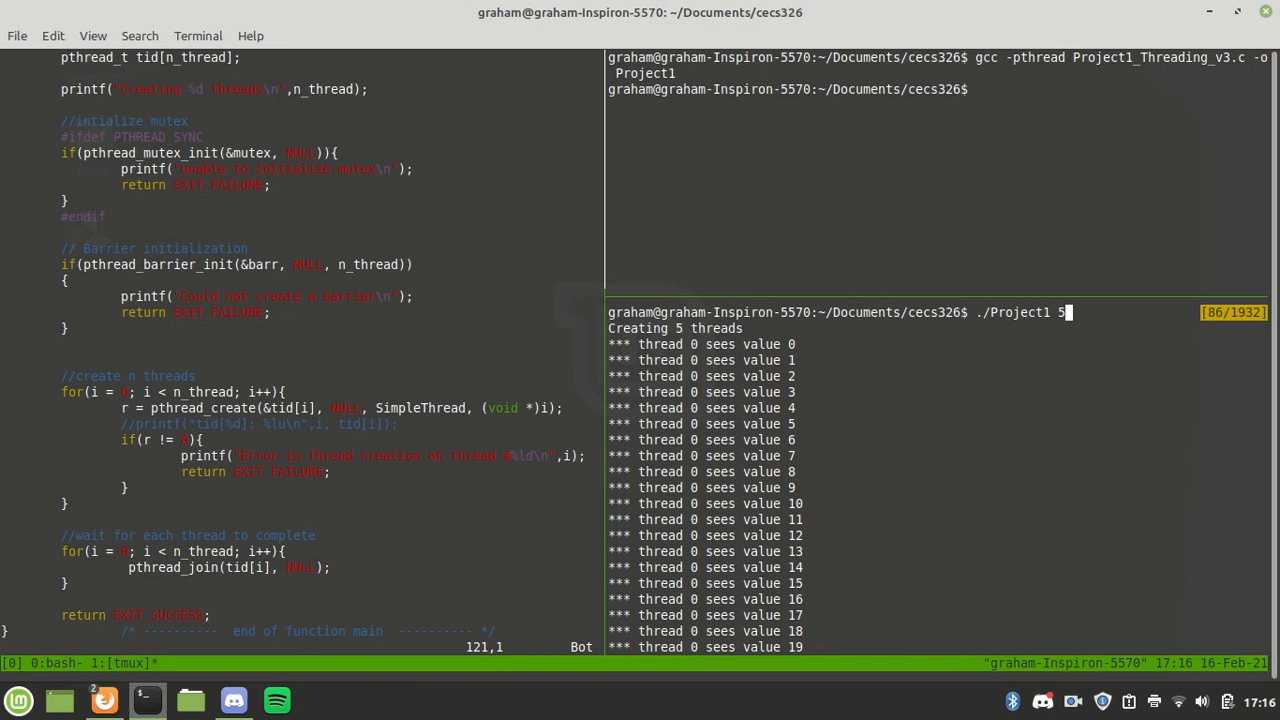 graham@graham-Inspiron-5570: ~/Documents/cecs326
File Edit View Search Terminal Help
pthread_t tid[n_thread];
printf("Creating %d threads\n",n_thread);
//intialize mutex
#ifdef PTHREAD_SYNC
if(pthread_mutex_init(&mutex, NULL)){
printf("unable to initialize mutex\n");
return EXIT_FAILURE;
}
#endif
// Barrier initialization
if(pthread_barrier_init(&barr, NULL, n_thread))
{
printf("Could not create a barrier\n");
return EXIT_FAILURE;
}
//create n threads
for(i = 0; i < n_thread; i++){
r = pthread_create(&tid[i], NULL, SimpleThread, (void *)i);
//printf("tid[%d]: %lu\n",i, tid[i]);
if(r != 0){
printf("Error in thread creation on thread #%ld\n",i);
return EXIT_FAILURE;
}
}
//wait for each thread to complete
for(i = 0; i < n_thread; i++){
pthread_join(tid[i], NULL);
}
return EXIT_SUCCESS;
} /* ---------- end of function main ---------- */
121,1 Bot
graham@graham-Inspiron-5570:~/Documents/cecs326$ gcc -pthread Project1_Threading_v3.c -o
Project1
graham@graham-Inspiron-5570:~/Documents/cecs326$
graham@graham-Inspiron-5570:~/Documents/cecs326$ ./Project1 5 [86/1932]
Creating 5 threads
*** thread 0 sees value 0
*** thread 0 sees value 1
*** thread 0 sees value 2
*** thread 0 sees value 3
*** thread 0 sees value 4
*** thread 0 sees value 5
*** thread 0 sees value 6
*** thread 0 sees value 7
*** thread 0 sees value 8
*** thread 0 sees value 9
*** thread 0 sees value 10
*** thread 0 sees value 11
*** thread 0 sees value 12
*** thread 0 sees value 13
*** thread 0 sees value 14
*** thread 0 sees value 15
*** thread 0 sees value 16
*** thread 0 sees value 17
*** thread 0 sees value 18
*** thread 0 sees value 19
[0] 0:bash- 1:[tmux]* "graham-Inspiron-5570" 17:16 16-Feb-21
2
17:16